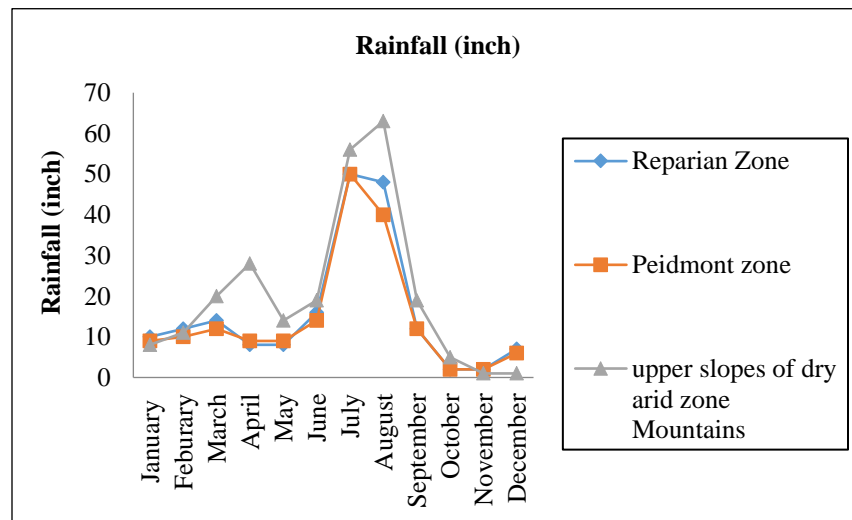 Rainfall (inch)
Rainfall (inch)
70
60
50
40
30
20
10
0
January
Feburary
March
April
May
June
July
August
September
October
November
December
Reparian Zone
Peidmont zone
upper slopes of dry
arid zone
Mountains